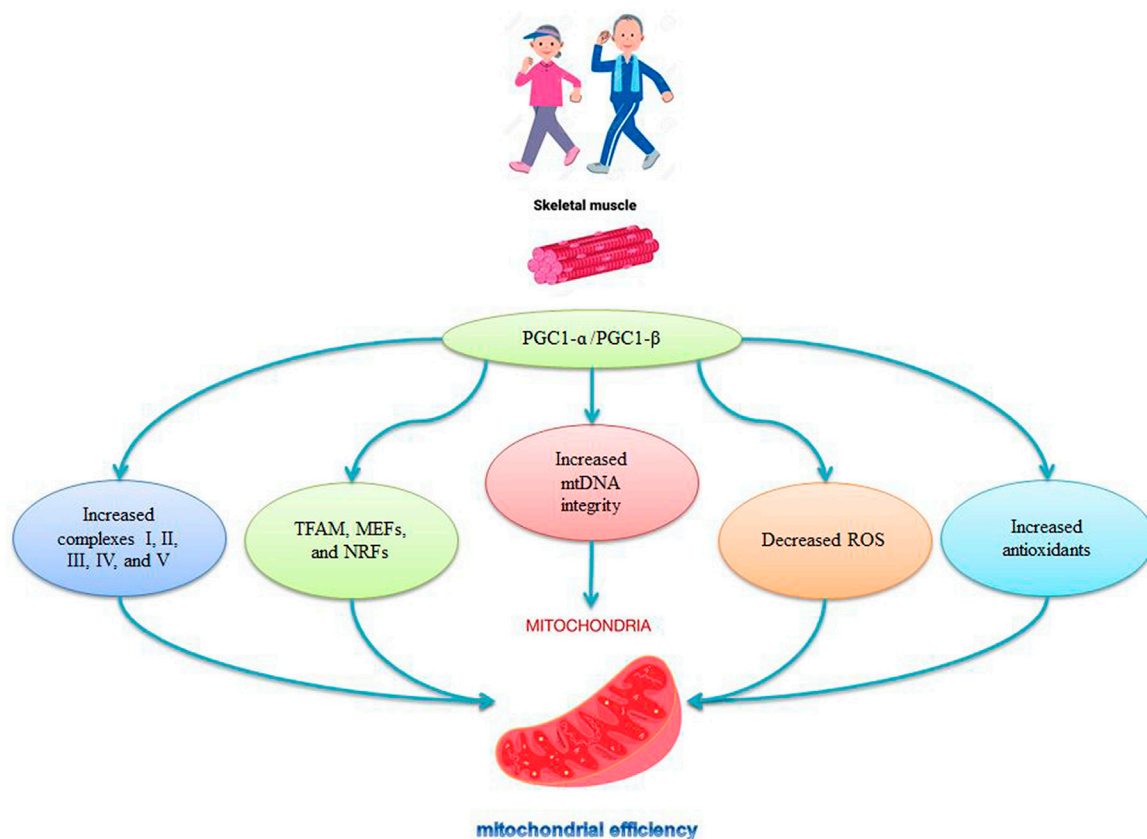 Skeletal muscle
PGC1-α/PGC1-β
Increased
complexes I, II,
III, IV, and V
TFAM, MEFs,
and NRFs
Increased
mtDNA
integrity
Decreased ROS
Increased
antioxidants
MITOCHONDRIA
mitochondrial efficiency